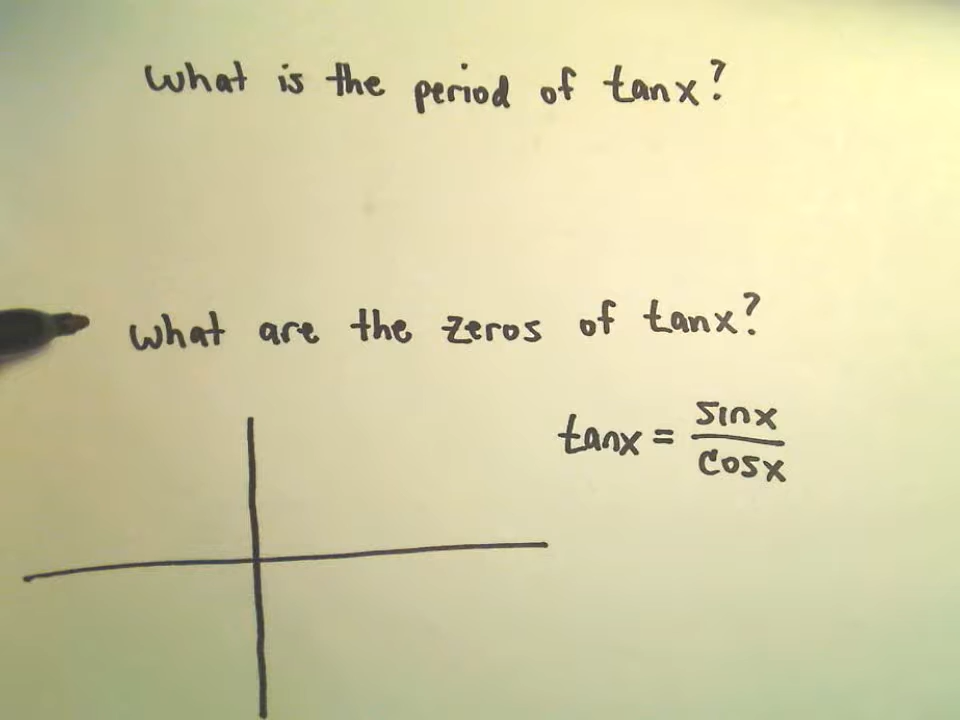 What is the period of tanx?
What are the zeros of tanx?
tanx = sinx / cosx